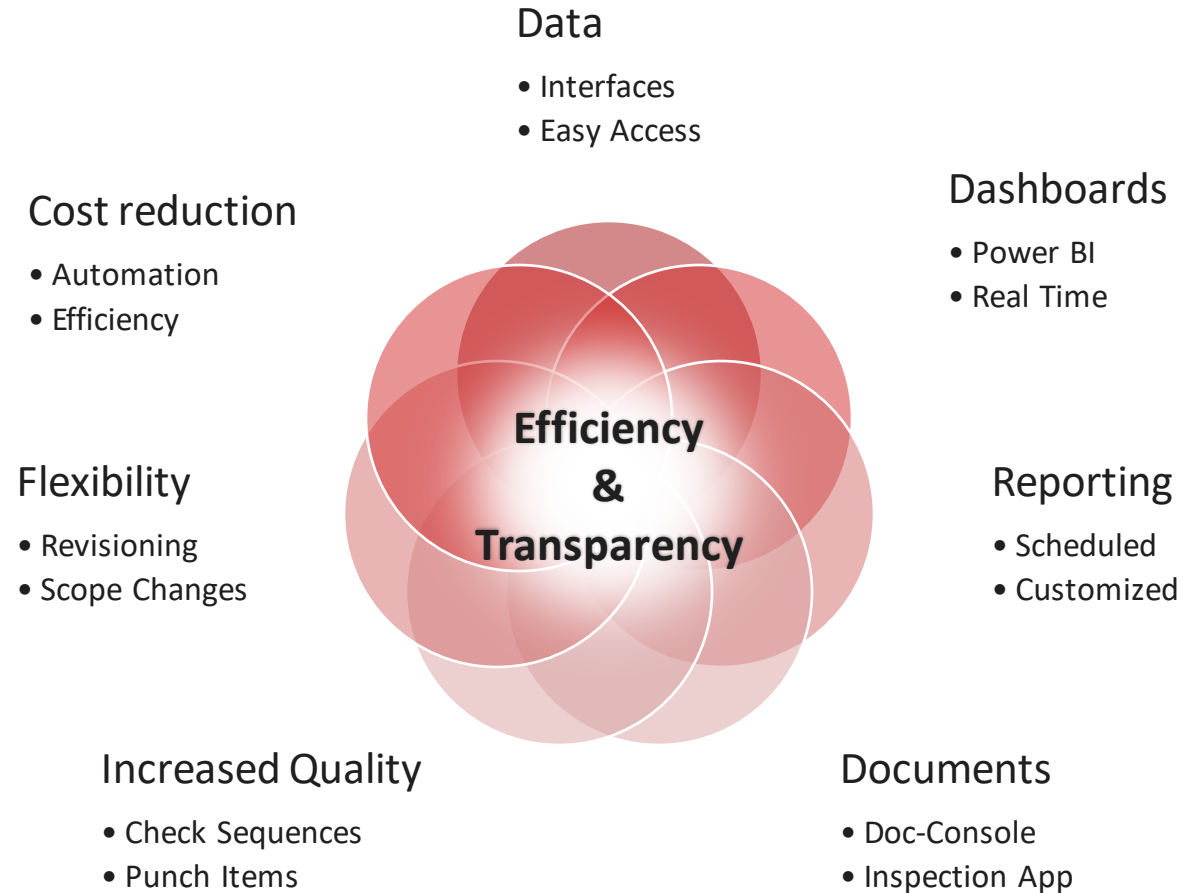 Data
• Interfaces
• Easy Access
Dashboards
• Power BI
• Real Time
Reporting
• Scheduled
• Customized
Documents
• Doc-Console
• Inspection App
Increased Quality
• Check Sequences
• Punch Items
Flexibility
• Revisioning
• Scope Changes
Cost reduction
• Automation
• Efficiency
Efficiency
&
Transparency